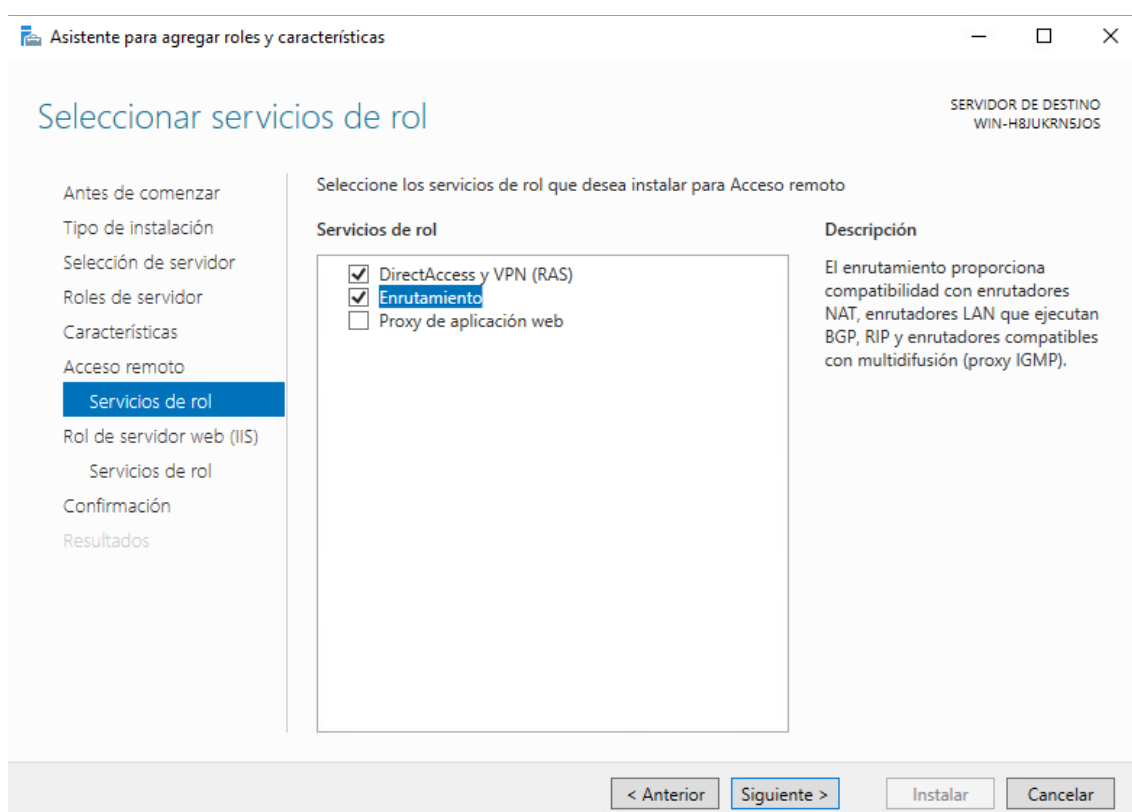 Asistente para agregar roles y características
Seleccionar servicios de rol
SERVIDOR DE DESTINO
WIN-H8JUKRN5JOS
Antes de comenzar
Tipo de instalación
Selección de servidor
Roles de servidor
Características
Acceso remoto
Servicios de rol
Rol de servidor web (IIS)
Servicios de rol
Confirmación
Resultados
Seleccione los servicios de rol que desea instalar para Acceso remoto
Servicios de rol
DirectAccess y VPN (RAS)
Enrutamiento
Proxy de aplicación web
Descripción
El enrutamiento proporciona
compatibilidad con enrutadores
NAT, enrutadores LAN que ejecutan
BGP, RIP y enrutadores compatibles
con multidifusión (proxy IGMP).
< Anterior
Siguiente >
Instalar
Cancelar